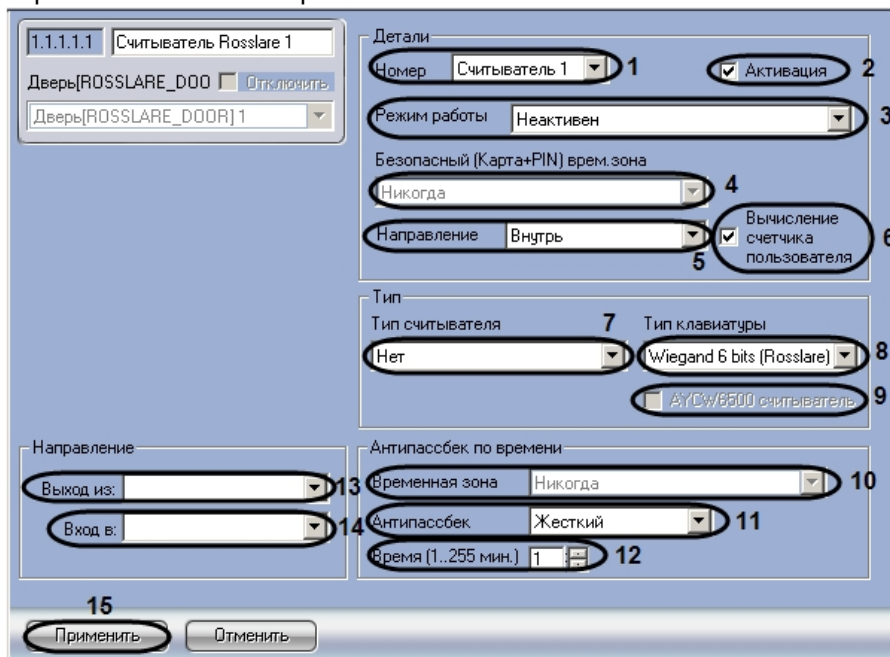 1.1.1.1.1 Считыватель Rosslare 1
Дверь[ROSSLARE_DOO Отключить
Дверь[ROSSLARE_DOOR] 1
Детали
Номер Считыватель 1 1 Активация 2
Режим работы Неактивен 3
Безопасный (Карта+PIN) врем.зона
Никогда 4
Направление Внутрь 5
Вычисление
счетчика
пользователя 6
Тип
Тип считывателя 7 Тип клавиатуры
Нет Wiegand 6 bits (Rosslare) 8
AYCW6500 считыватель 9
Направление
Выход из: 13
Вход в: 14
Антипассбек по времени
Временная зона Никогда 10
Антипассбек Жесткий 11
Время (1..255 мин.) 1 12
15
Применить Отменить